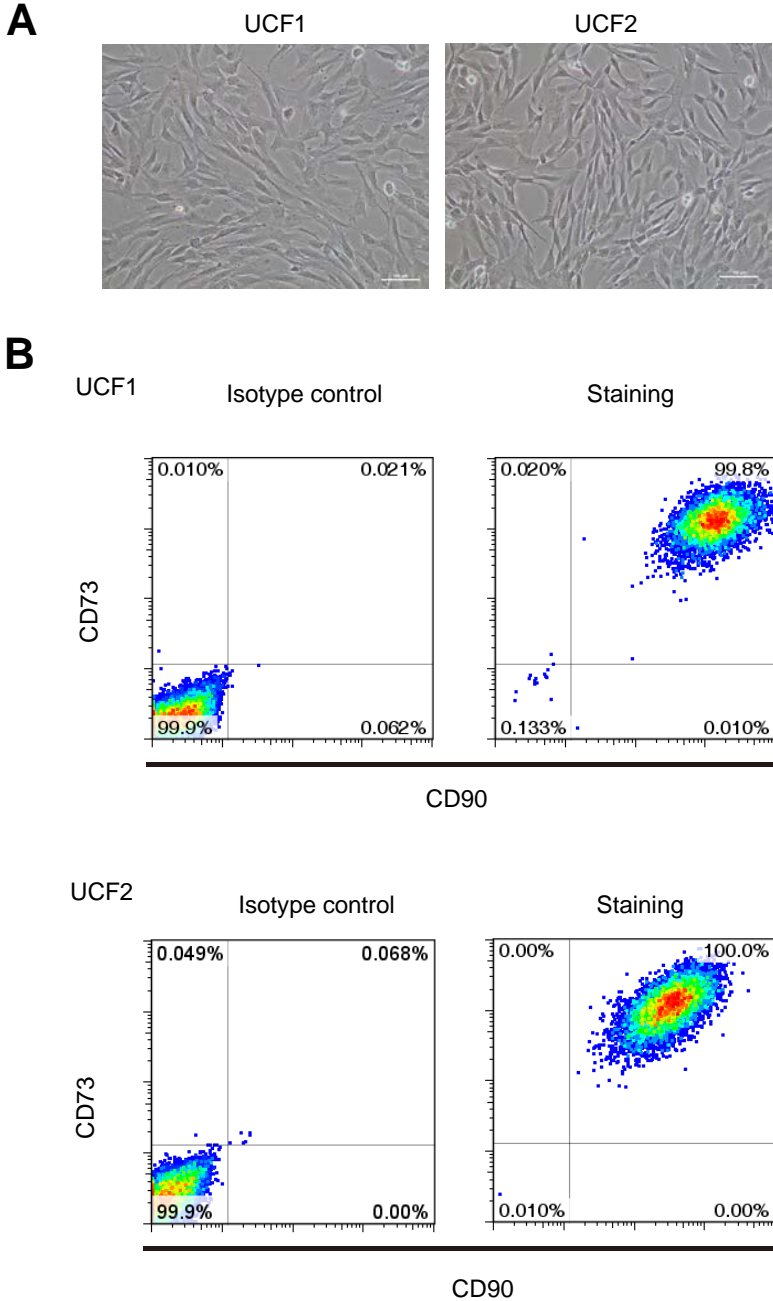 A
UCF1 UCF2
B
UCF1
Isotype control Staining
0.010% 0.021% 0.020% 99.8%
CD73
99.9% 0.062% 0.133% 0.010%
CD90
UCF2
Isotype control Staining
0.049% 0.068% 0.00% 100.0%
CD73
99.9% 0.00% 0.010% 0.00%
CD90